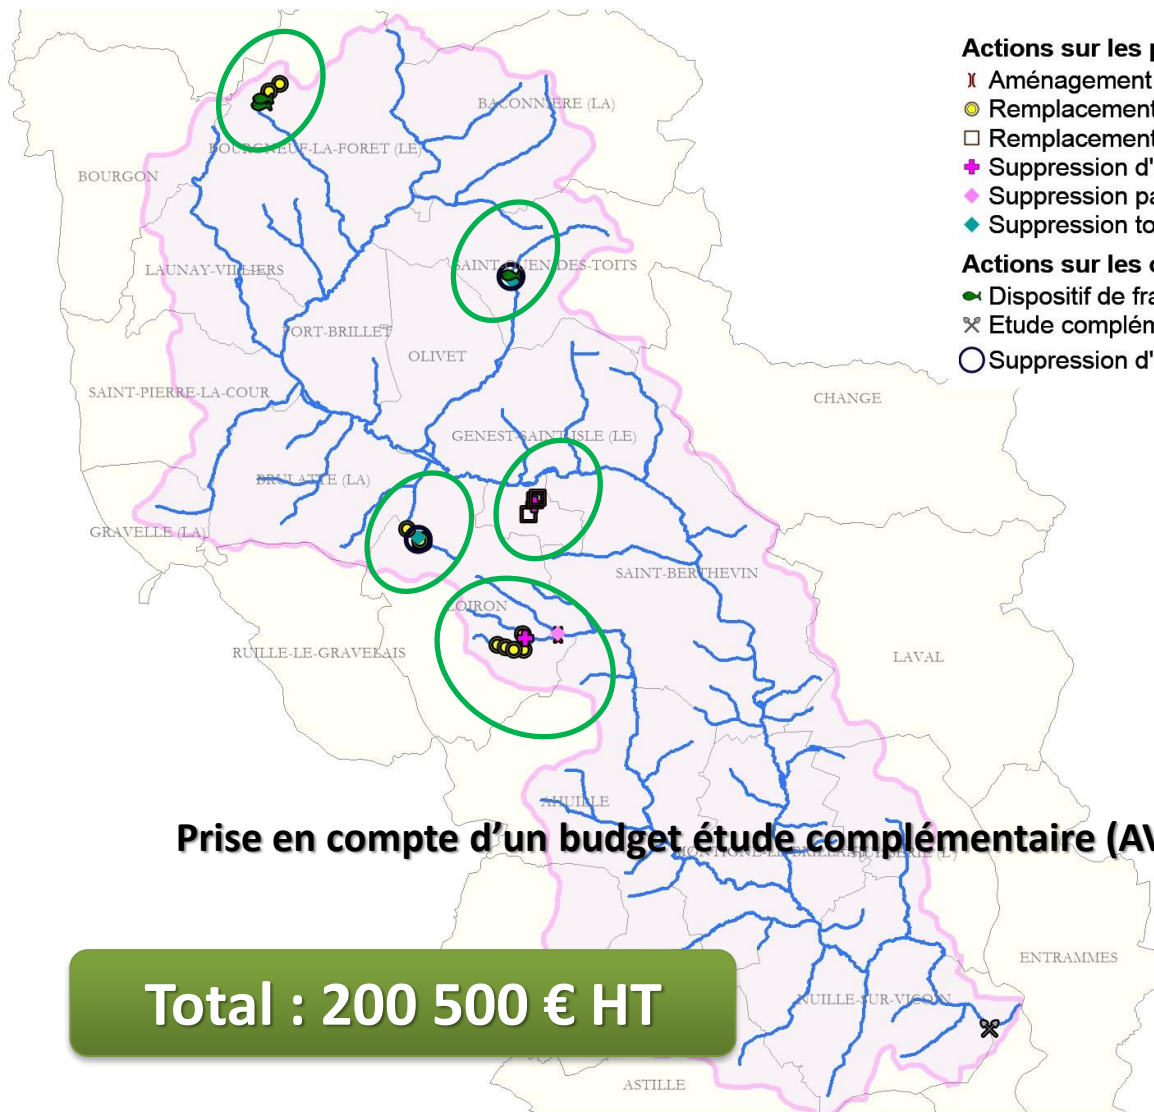 Actions sur les p
Aménagement
Remplacement
Remplacement
Suppression d'
Suppression pa
Suppression to
Actions sur les
Dispositif de fra
Etude complém
Suppression d'
BACONNIERE (LA)
BOURGNEUF-LA-FORET (LE)
BOURGON
LAUNAY-VILLIERS
SAINT-OUEN-DES-TOITS
PORT-BRILLET
OLIVET
SAINT-PIERRE-LA-COUR
CHANGE
GENEST-SAINT-ISLE (LE)
BRULATTE (LA)
GRAVELLE (LA)
SAINT-BERTHEVIN
LOIRON
RUILLE-LE-GRAVELAIS
LAVAL
AHUILLE
Prise en compte d’un budget étude complémentaire (AV
MONTIGNE-LE-BRILLANT
ENTRAMMES
Total : 200 500 € HT
NUILLE-SUR-VICOIN
ASTILLE